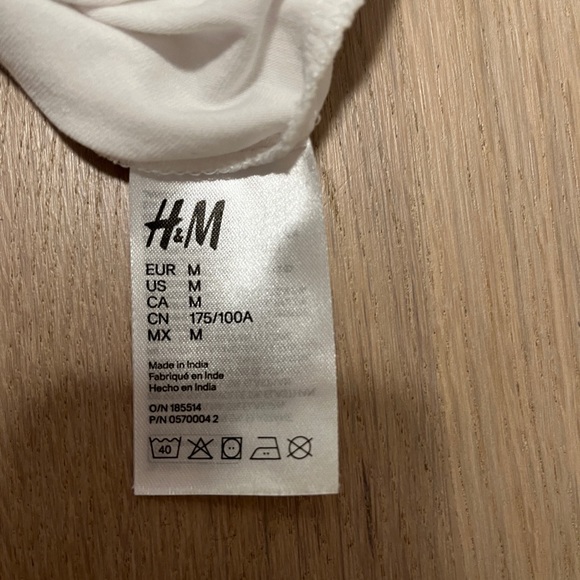 H&M
EUR M
US M
CA M
CN 175/100A
MX M
Made in India
Fabriqué en Inde
Hecho en India
O/N 185514
P/N 0570004 2
40